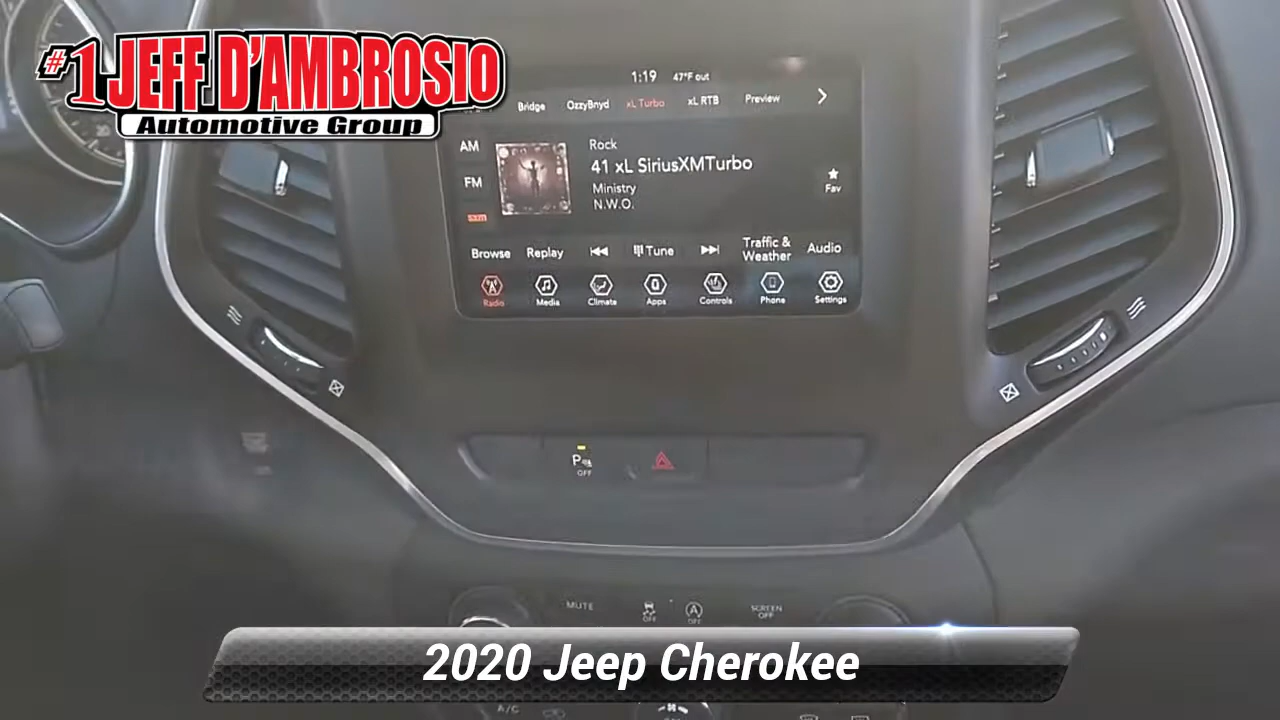 #1 JEFF D'AMBROSIO
Automotive Group
1:19 47°F out
Bridge OzzyBnyd xL Turbo xL RTB Preview
AM
FM
Rock
41 xL SiriusXMTurbo
Ministry
N.W.O.
Fav
Browse Replay Tune Traffic & Weather Audio
Radio Media Climate Apps Controls Phone Settings
P OFF
MUTE OFF OFF SCREEN OFF
2020 Jeep Cherokee
A/C